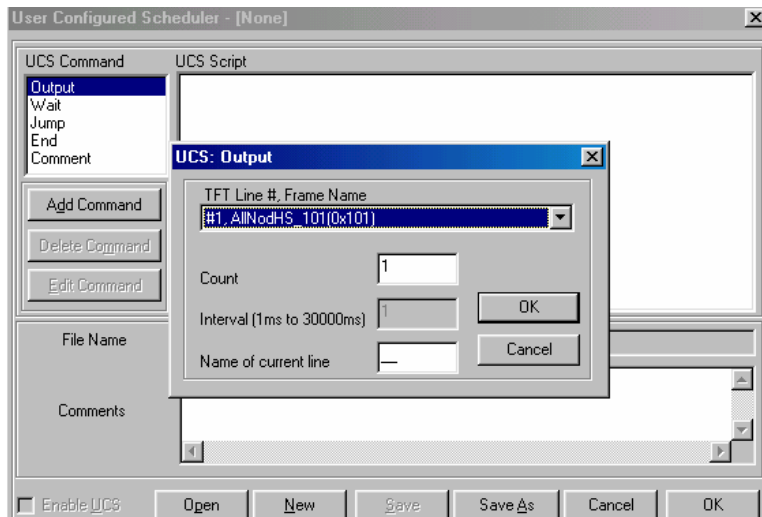 User Configured Scheduler - [None]
UCS Command
UCS Script
Output
Wait
Jump
End
Comment
Add Command
Delete Command
Edit Command
UCS: Output
TFT Line #, Frame Name
#1, AllNodHS_101(0x101)
Count
1
Interval (1ms to 30000ms)
1
Name of current line
__
OK
Cancel
File Name
Comments
Enable UCS
Open
New
Save
Save As
Cancel
OK